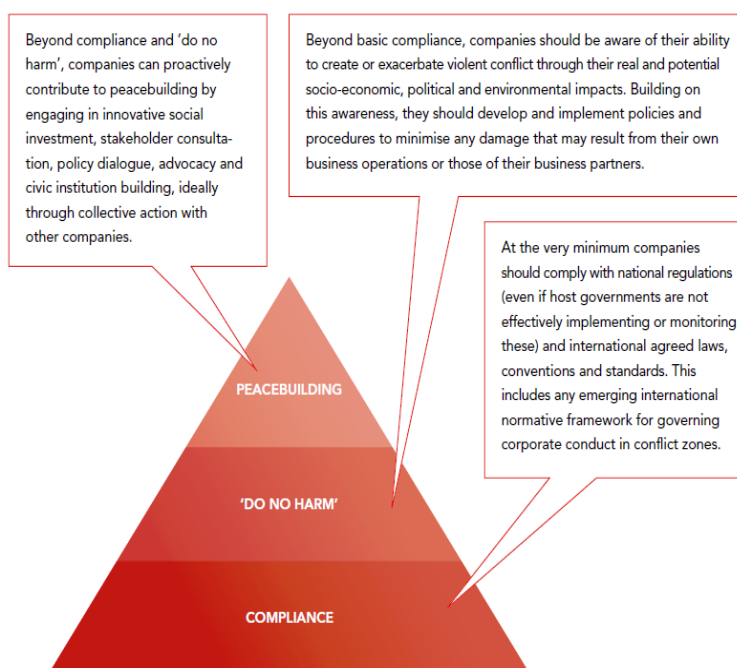 Beyond compliance and 'do no
harm', companies can proactively
contribute to peacebuilding by
engaging in innovative social
investment, stakeholder consulta-
tion, policy dialogue, advocacy and
civic institution building, ideally
through collective action with
other companies.
Beyond basic compliance, companies should be aware of their ability
to create or exacerbate violent conflict through their real and potential
socio-economic, political and environmental impacts. Building on
this awareness, they should develop and implement policies and
procedures to minimise any damage that may result from their own
business operations or those of their business partners.
At the very minimum companies
should comply with national regulations
(even if host governments are not
effectively implementing or monitoring
these) and international agreed laws,
conventions and standards. This
includes any emerging international
normative framework for governing
corporate conduct in conflict zones.
PEACEBUILDING
'DO NO HARM'
COMPLIANCE